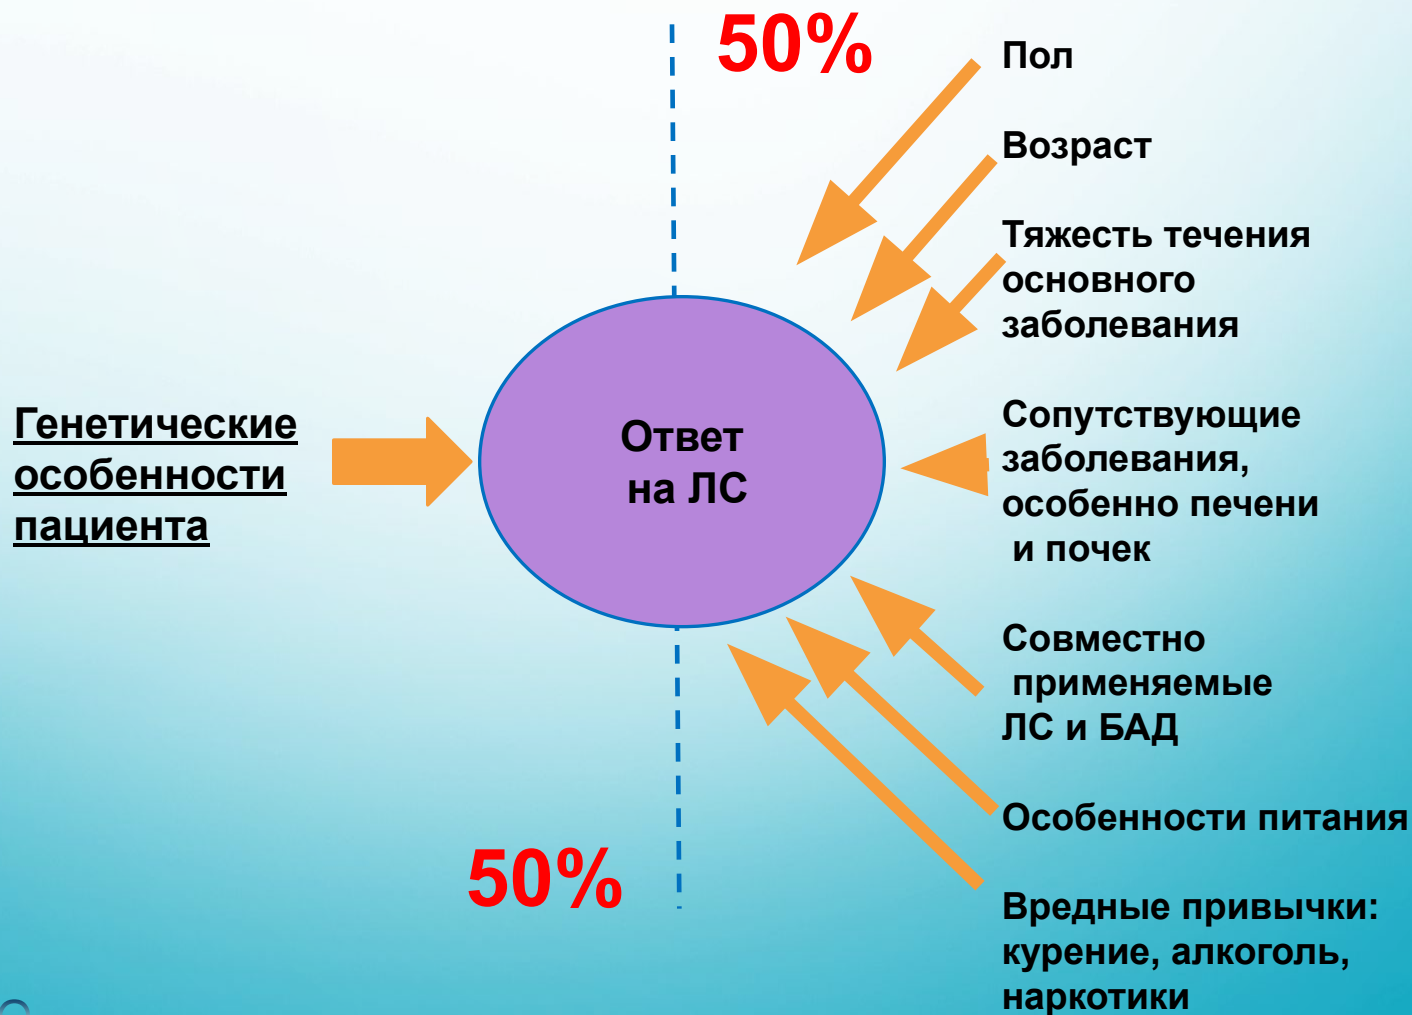 50%
Пол
Возраст
Тяжесть течения
основного
заболевания
Генетические
особенности
пациента
Ответ
на ЛС
Сопутствующие
заболевания,
особенно печени
и почек
Совместно
применяемые
ЛС и БАД
Особенности питания
50%
Вредные привычки:
курение, алкоголь,
наркотики